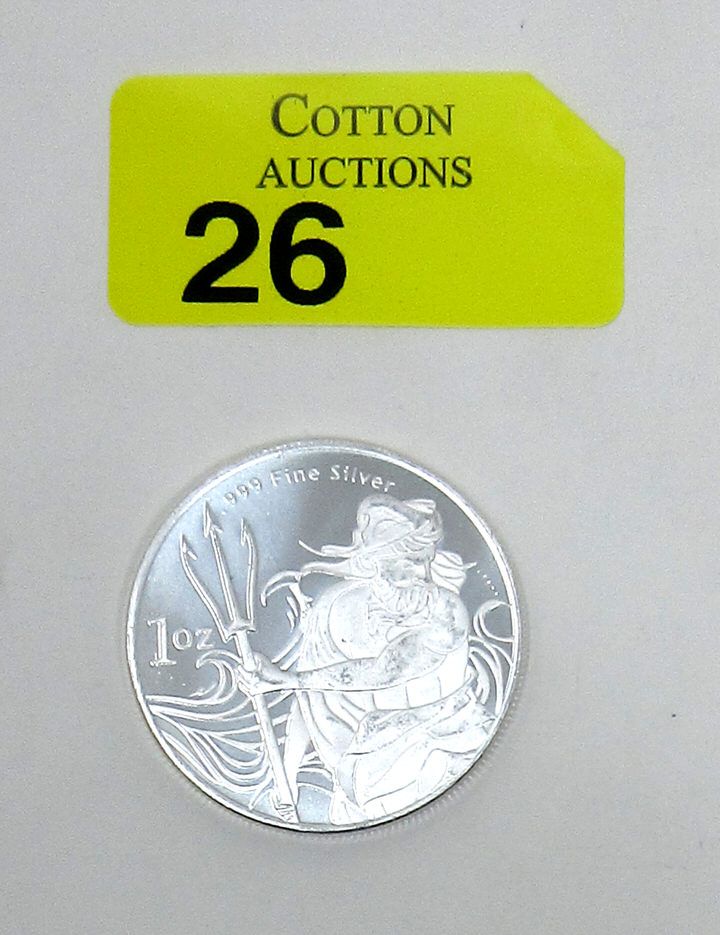 COTTON
AUCTIONS
26
.999 Fine Silver
1oz